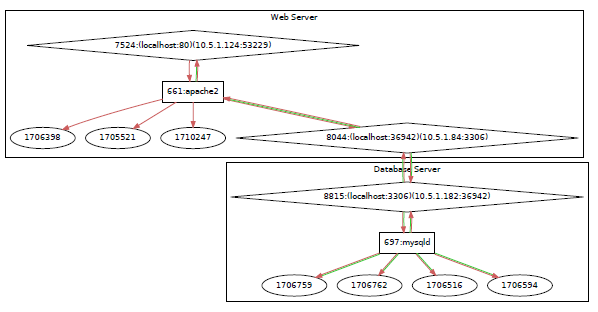 Web Server
7524:(localhost:80)(10.5.1.124:53229)
661:apache2
1706398
1705521
1710247
8044:(localhost:36942)(10.5.1.84:3306)
Database Server
8815:(localhost:3306)(10.5.1.182:36942)
697:mysqld
1706759
1706762
1706516
1706594